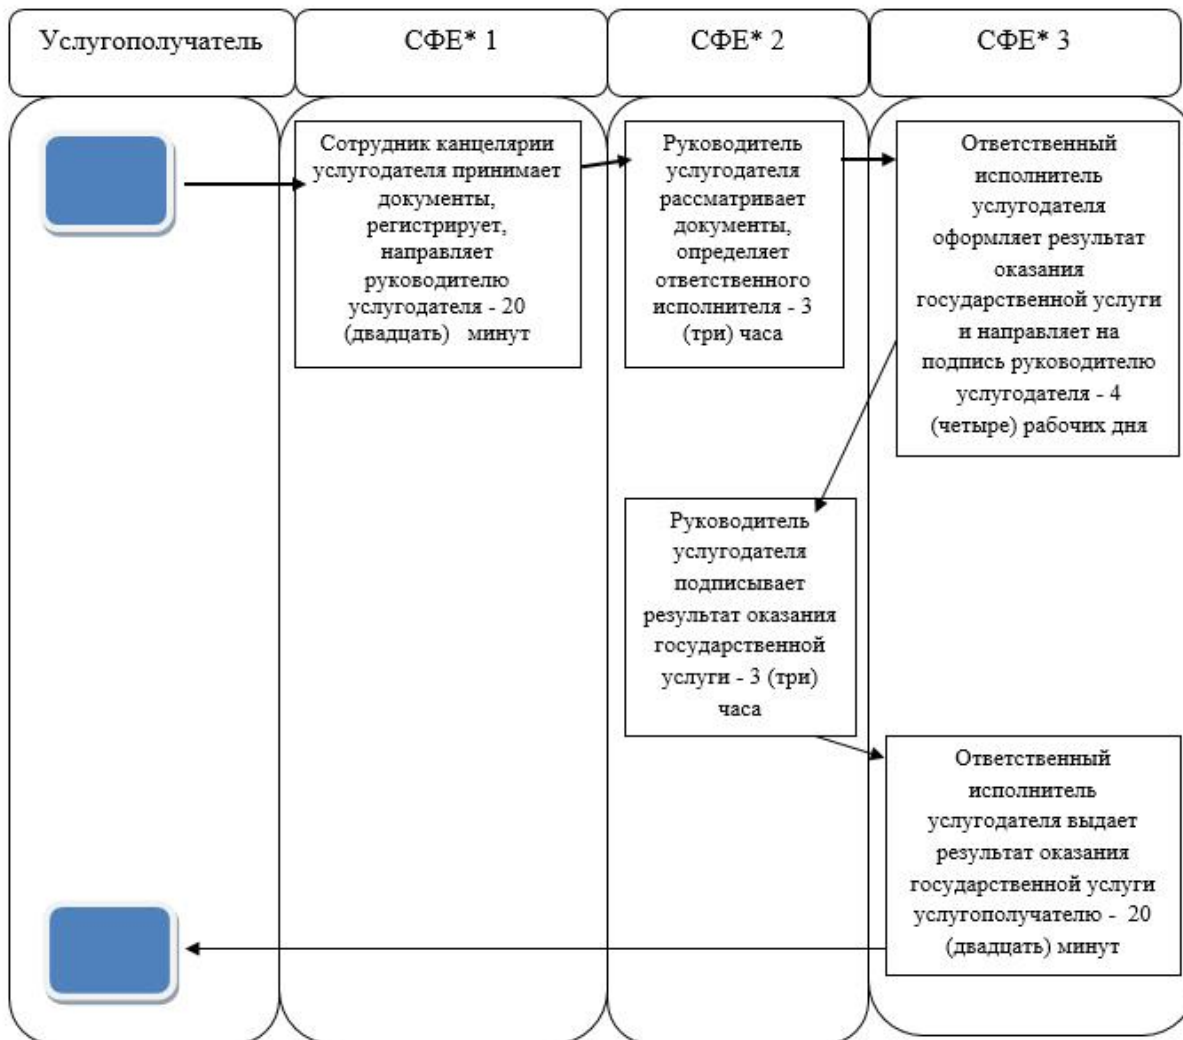 Услугополучатель
СФЕ* 1
СФЕ* 2
СФЕ* 3
Сотрудник канцелярии
услугодателя принимает
документы,
регистрирует,
направляет
руководителю
услугодателя - 20
(двадцать) минут
Руководитель
услугодателя
рассматривает
документы,
определяет
ответственного
исполнителя - 3
(три) часа
Ответственный
исполнитель
услугодателя
оформляет результат
оказания
государственной услуги
и направляет на
подпись руководителю
услугодателя - 4
(четыре) рабочих дня
Руководитель
услугодателя
подписывает
результат оказания
государственной
услуги - 3 (три)
часа
Ответственный
исполнитель
услугодателя выдает
результат оказания
государственной услуги
услугополучателю - 20
(двадцать) минут